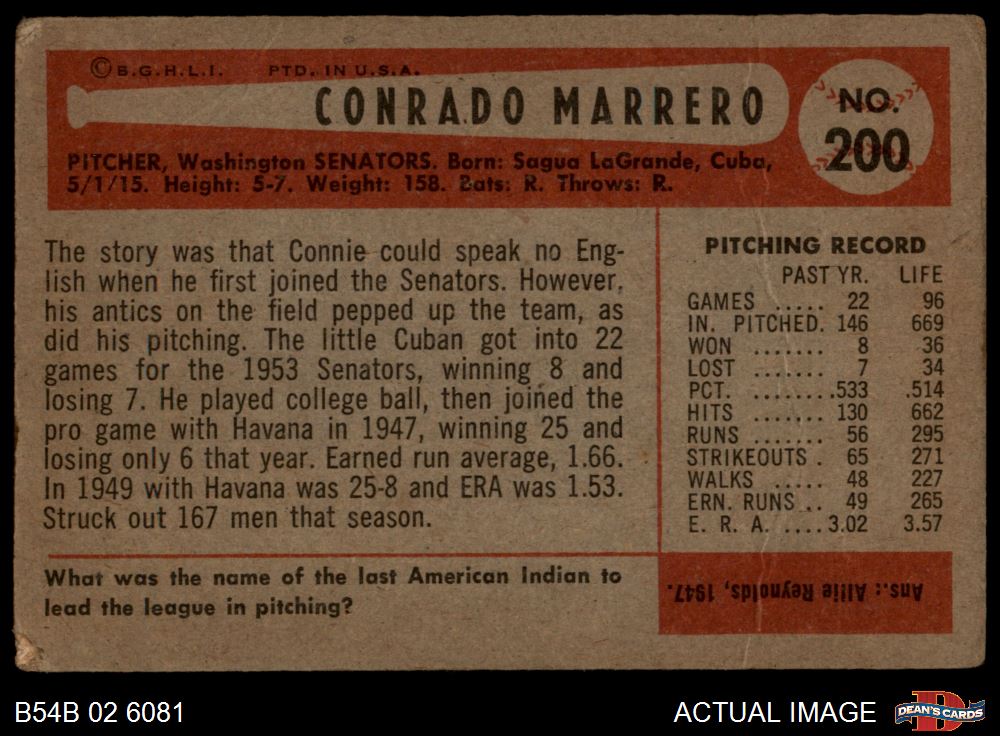 ©B.G.H.L.I. PTD. IN U.S.A.
CONRADO MARRERO
NO.
200
PITCHER, Washington SENATORS. Born: Sagua LaGrande, Cuba,
5/1/15. Height: 5-7. Weight: 158. Bats: R. Throws: R.
The story was that Connie could speak no Eng-
lish when he first joined the Senators. However,
his antics on the field pepped up the team, as
did his pitching. The little Cuban got into 22
games for the 1953 Senators, winning 8 and
losing 7. He played college ball, then joined the
pro game with Havana in 1947, winning 25 and
losing only 6 that year. Earned run average, 1.66.
In 1949 with Havana was 25-8 and ERA was 1.53.
Struck out 167 men that season.
PITCHING RECORD
PAST YR. LIFE
GAMES ..... 22 96
IN. PITCHED. 146 669
WON ....... 8 36
LOST ....... 7 34
PCT. ........533 .514
HITS ........ 130 662
RUNS ....... 56 295
STRIKEOUTS . 65 271
WALKS ..... 48 227
ERN. RUNS .. 49 265
E. R. A. ....3.02 3.57
What was the name of the last American Indian to
lead the league in pitching?
Ans.: Allie Reynolds, 1947.
B54B 02 6081
ACTUAL IMAGE
D
DEAN'S CARDS